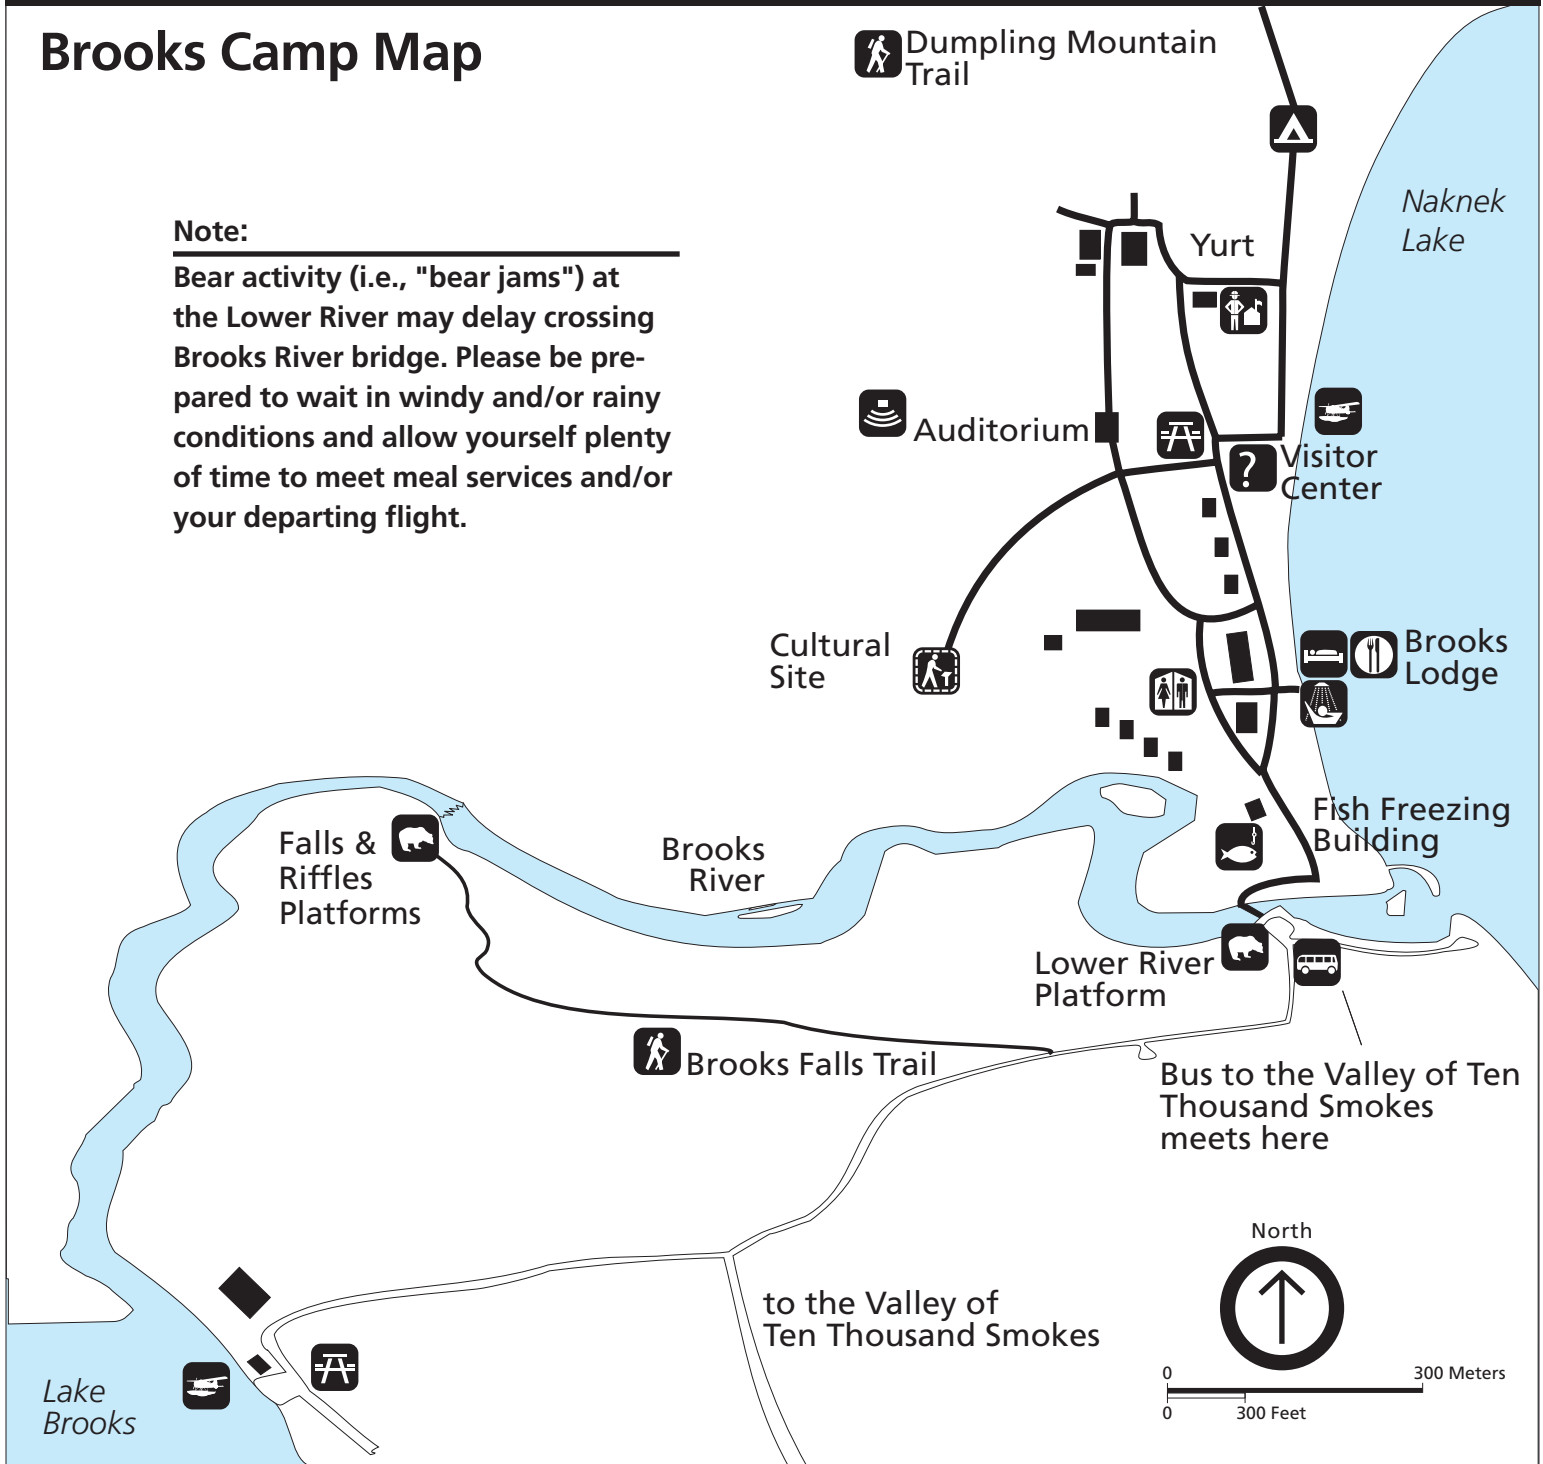 Brooks Camp Map
Dumpling Mountain
Trail
Naknek
Lake
Note:
Bear activity (i.e., "bear jams") at
the Lower River may delay crossing
Brooks River bridge. Please be pre-
pared to wait in windy and/or rainy
conditions and allow yourself plenty
of time to meet meal services and/or
your departing flight.
Yurt
Auditorium
?
Visitor
Center
Cultural
Site
Brooks
Lodge
Fish Freezing
Building
Falls &
Riffles
Platforms
Brooks
River
Lower River
Platform
Brooks Falls Trail
Bus to the Valley of Ten
Thousand Smokes
meets here
North
to the Valley of
Ten Thousand Smokes
0 300 Meters
0 300 Feet
Lake
Brooks